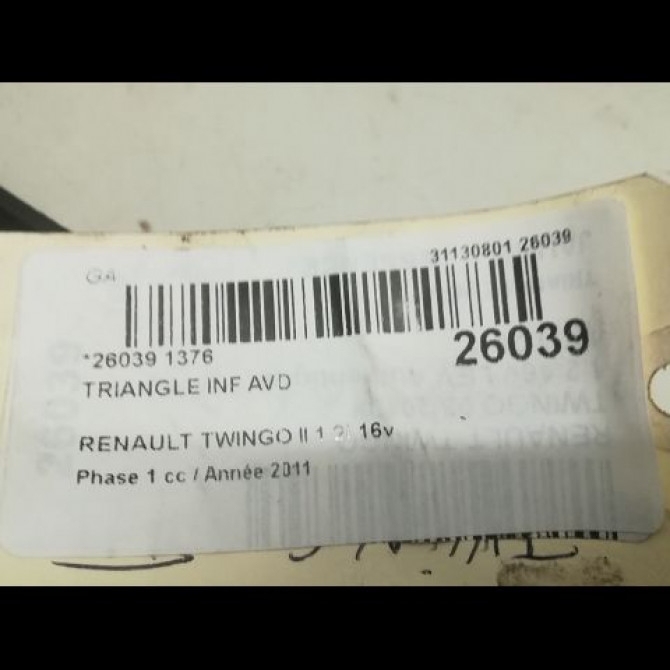 GA
31130801 26039
*26039 1376
26039
TRIANGLE INF AVD
RENAULT TWINGO II 1.2i 16v
Phase 1 cc / Année 2011